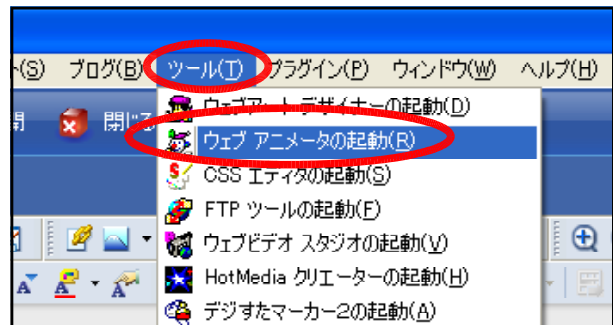 (S) ブログ(B) ツール(T) プラグイン(P) ウィンドウ(W) ヘルプ(H)
閉じる
ウェブアート デザイナーの起動(D)
ウェブ アニメータの起動(R)
CSS エディタの起動(S)
FTP ツールの起動(F)
ウェブビデオ スタジオの起動(V)
HotMedia クリエーターの起動(H)
デジすたマーカー2の起動(A)